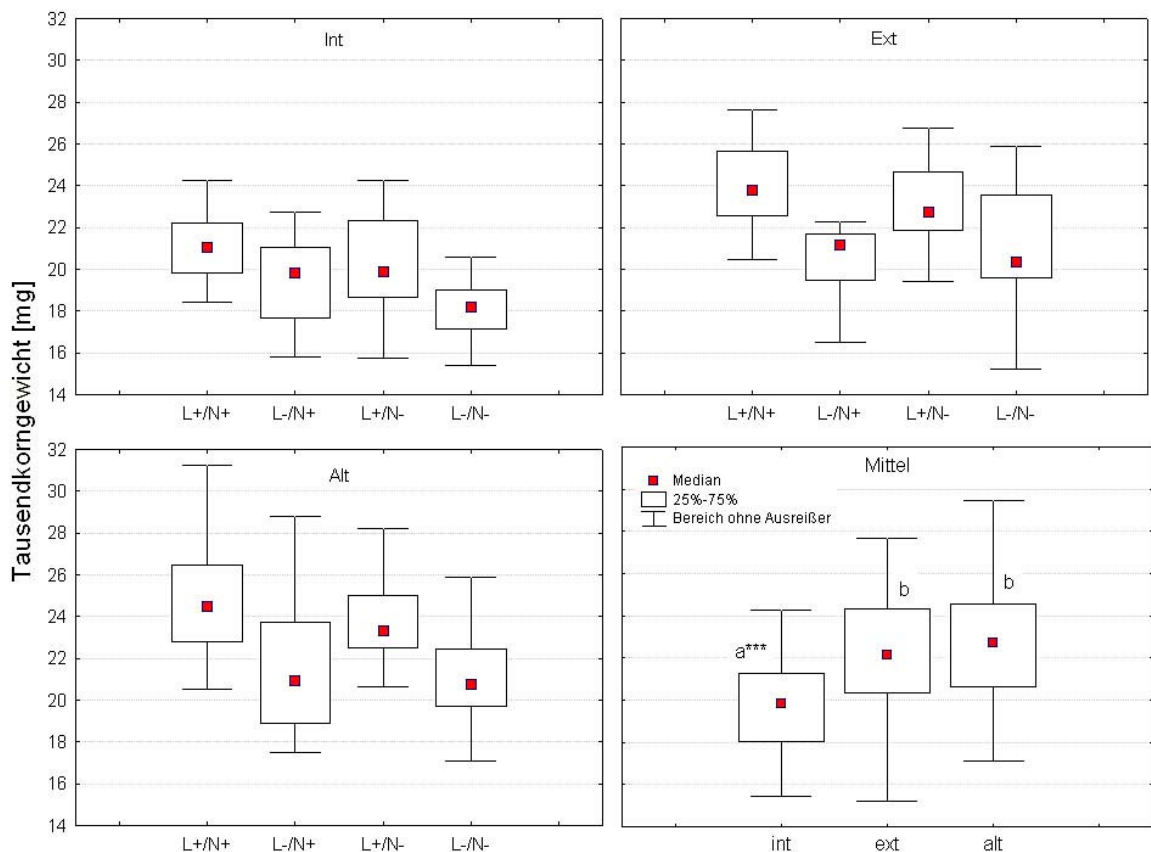 Tausendkorngewicht [mg]
Int
32
30
28
26
24
22
20
18
16
14
L+/N+ L-/N+ L+/N- L-/N-
Ext
L+/N+ L-/N+ L+/N- L-/N-
Alt
32
30
28
26
24
22
20
18
16
14
L+/N+ L-/N+ L+/N- L-/N-
Mittel
Median
25%-75%
Bereich ohne Ausreißer
a***
b
b
int ext alt